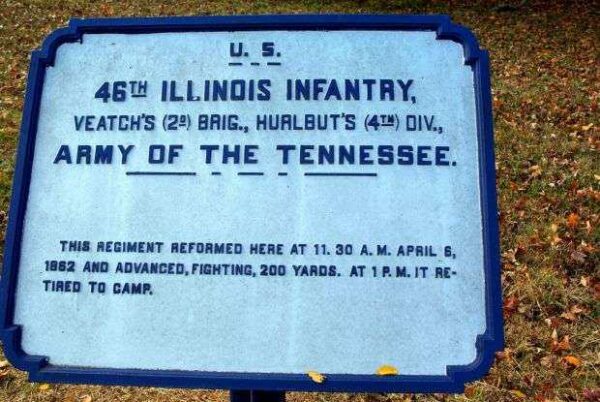 U. S.
46TH ILLINOIS INFANTRY,
VEATCH'S (2D) BRIG., HURLBUT'S (4TH) DIV.,
ARMY OF THE TENNESSEE.
THIS REGIMENT REFORMED HERE AT 11.30 A.M. APRIL 6,
1862 AND ADVANCED, FIGHTING, 200 YARDS. AT 1 P.M. IT RE-
TIRED TO CAMP.